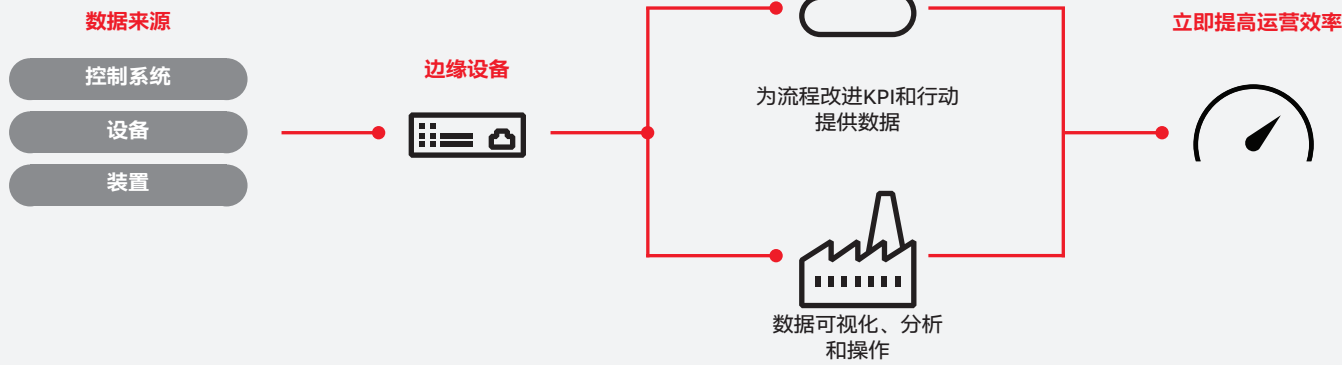 数据来源
控制系统
设备
装置
边缘设备
为流程改进KPI和行动
提供数据
数据可视化、分析
和操作
立即提高运营效率